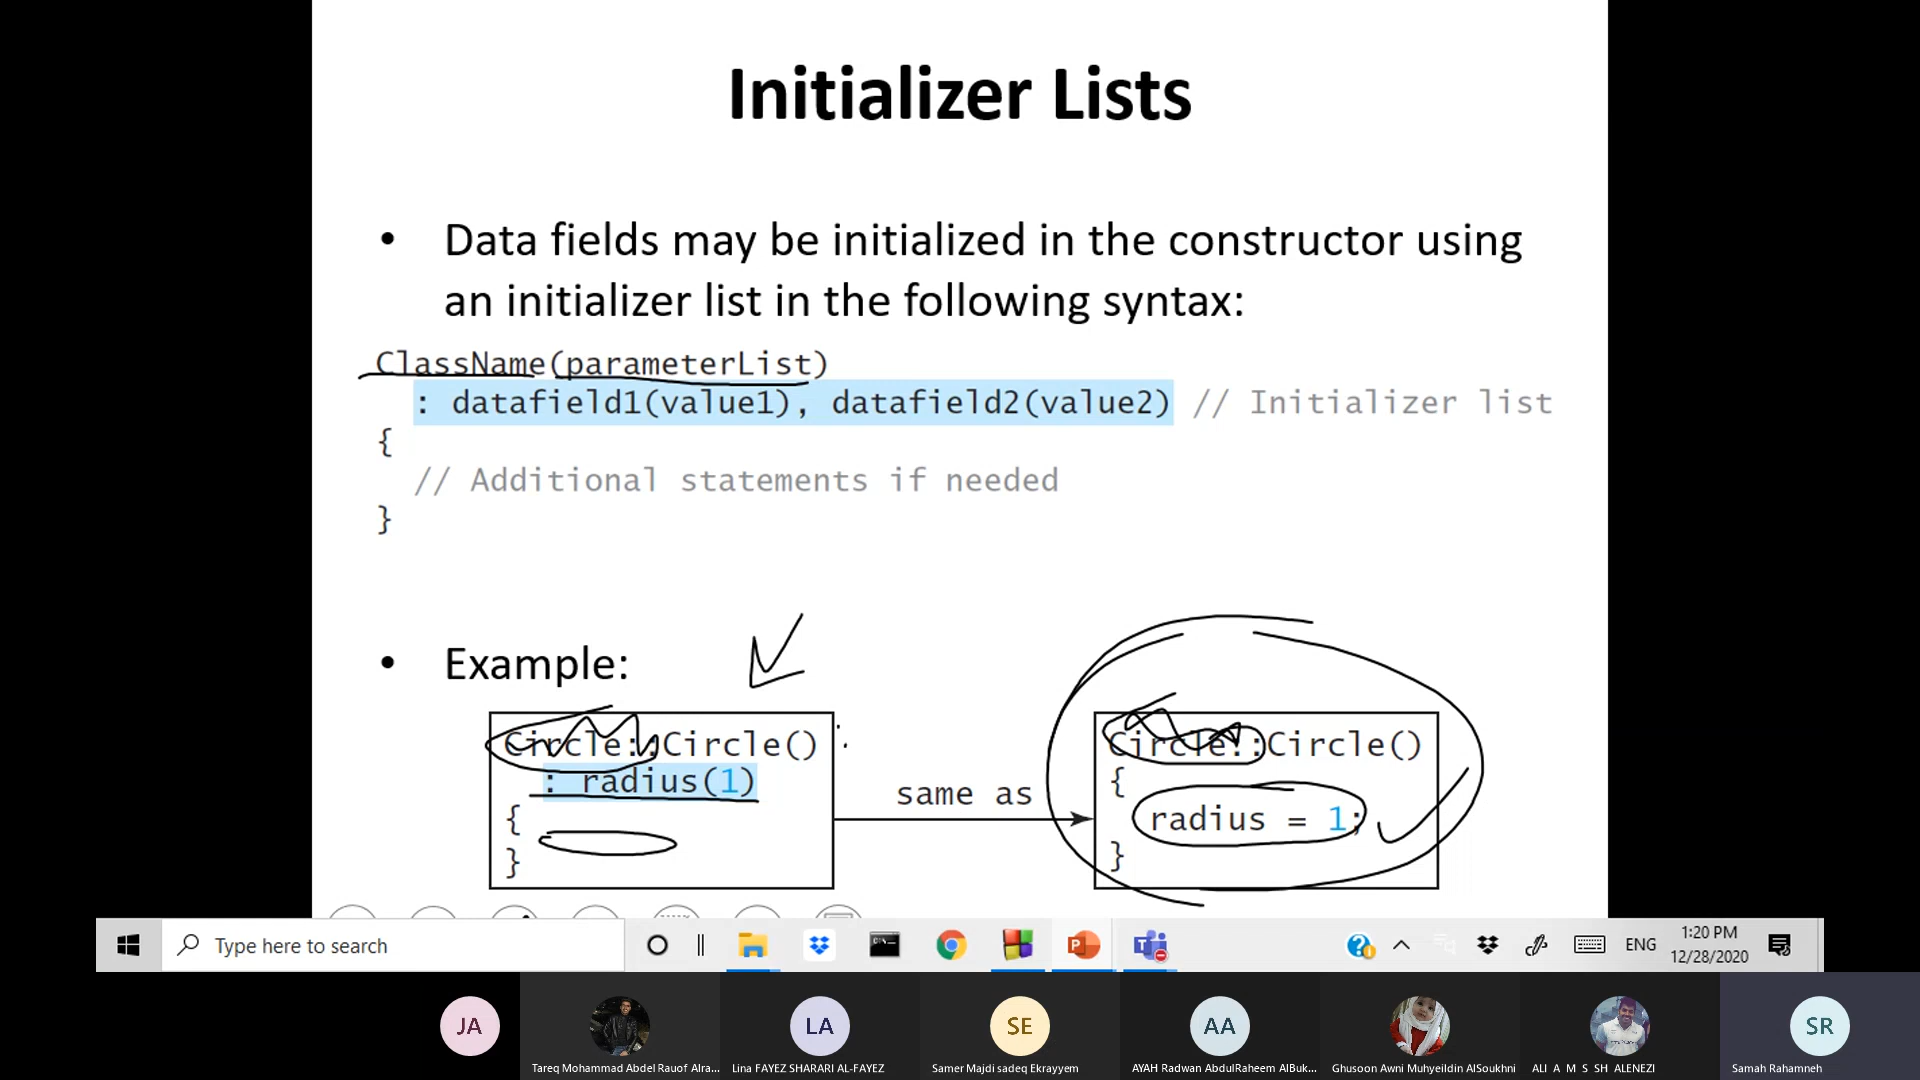 Initializer Lists
• Data fields may be initialized in the constructor using
an initializer list in the following syntax:
ClassName(parameterList)
: datafield1(value1), datafield2(value2) // Initializer list
{
// Additional statements if needed
}
• Example:
Circle::Circle()
: radius(1)
{
}
same as
Circle::Circle()
{
radius = 1;
}
Type here to search
ENG
1:20 PM
12/28/2020
JA
LA
SE
AA
SR
Tareq Mohammad Abdel Rauof Alra...
Lina FAYEZ SHARARI AL-FAYEZ
Samer Majdi sadeq Ekrayyem
AYAH Radwan AbdulRaheem AlBuk...
Ghusoon Awni Muhyeildin AlSoukhni
ALI A M S SH ALENEZI
Samah Rahamneh